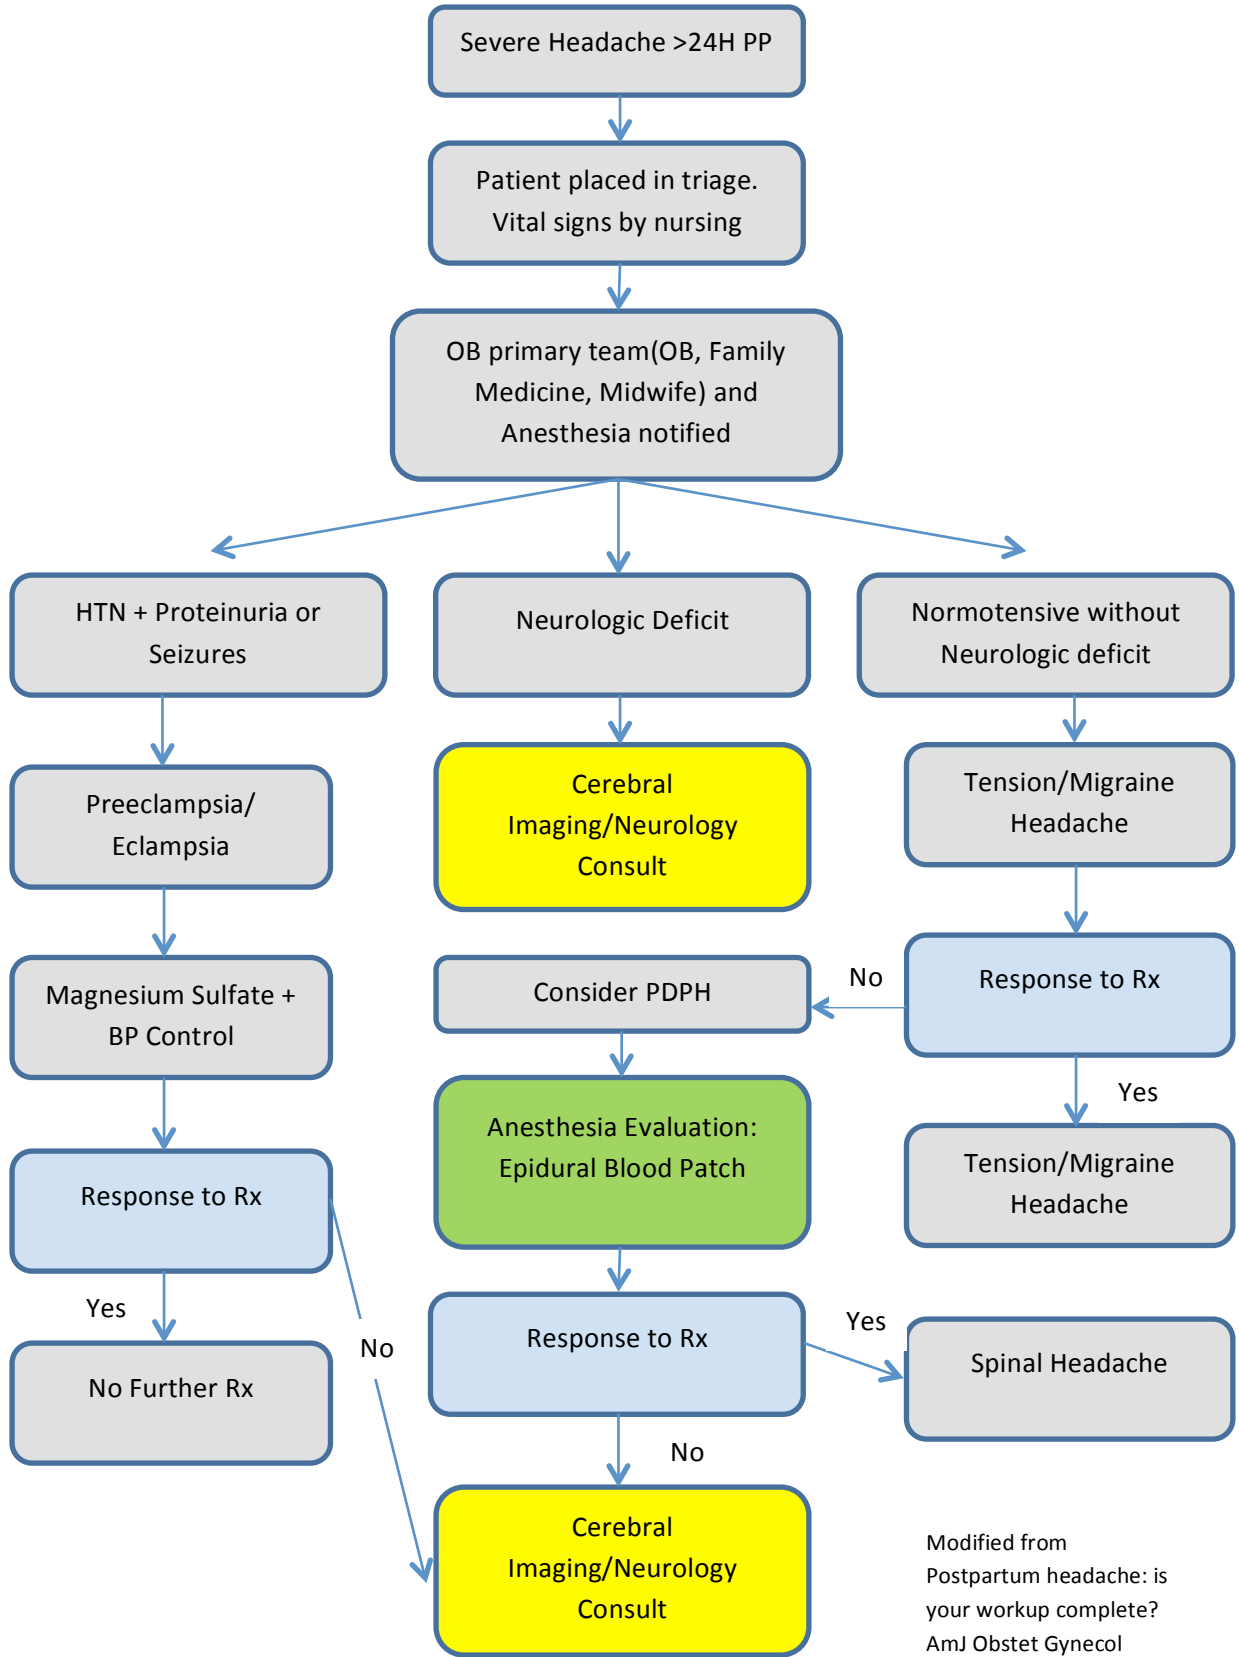 Severe Headache >24H PP
Patient placed in triage.
Vital signs by nursing
OB primary team(OB, Family
Medicine, Midwife) and
Anesthesia notified
HTN + Proteinuria or
Seizures
Neurologic Deficit
Normotensive without
Neurologic deficit
Preeclampsia/
Eclampsia
Cerebral
Imaging/Neurology
Consult
Tension/Migraine
Headache
Magnesium Sulfate +
BP Control
Consider PDPH
No
Response to Rx
Yes
Anesthesia Evaluation:
Epidural Blood Patch
Tension/Migraine
Headache
Response to Rx
Yes
No
Response to Rx
Yes
Spinal Headache
No Further Rx
No
Cerebral
Imaging/Neurology
Consult
Modified from
Postpartum headache: is
your workup complete?
AmJ Obstet Gynecol